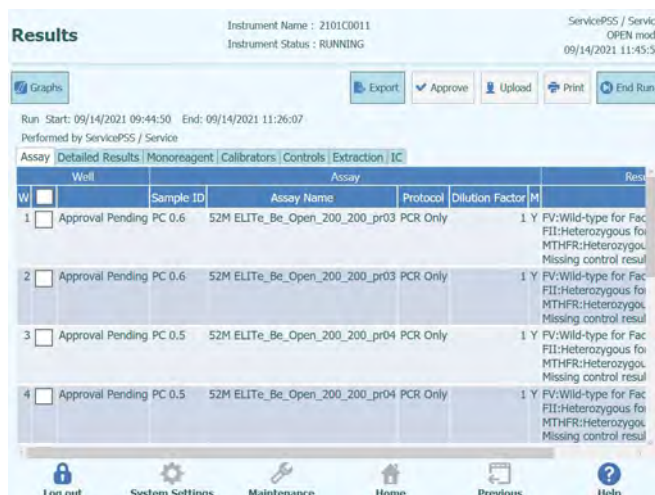 Results
Instrument Name : 2101C0011
Instrument Status : RUNNING
ServicePSS / Servic
OPEN mod
09/14/2021 11:45:5
Graphs
Export
Approve
Upload
Print
End Run
Run Start: 09/14/2021 09:44:50 End: 09/14/2021 11:26:07
Performed by ServicePSS / Service
Assay Detailed Results Monoreagent Calibrators Controls Extraction IC
Well Assay Resu
W Sample ID Assay Name Protocol Dilution Factor M
1 Approval Pending PC 0.6 52M ELITe_Be_Open_200_200_pr03 PCR Only 1 Y FV:Wild-type for Fac
FII:Heterozygous for
MTHFR:Heterozygou
Missing control resul
2 Approval Pending PC 0.6 52M ELITe_Be_Open_200_200_pr03 PCR Only 1 Y FV:Wild-type for Fac
FII:Heterozygous for
MTHFR:Heterozygou
Missing control resul
3 Approval Pending PC 0.5 52M ELITe_Be_Open_200_200_pr04 PCR Only 1 Y FV:Wild-type for Fac
FII:Heterozygous for
MTHFR:Heterozygou
Missing control resul
4 Approval Pending PC 0.5 52M ELITe_Be_Open_200_200_pr04 PCR Only 1 Y FV:Wild-type for Fac
FII:Heterozygous for
MTHFR:Heterozygou
Missing control resul
Log out System Settings Maintenance Home Previous Help